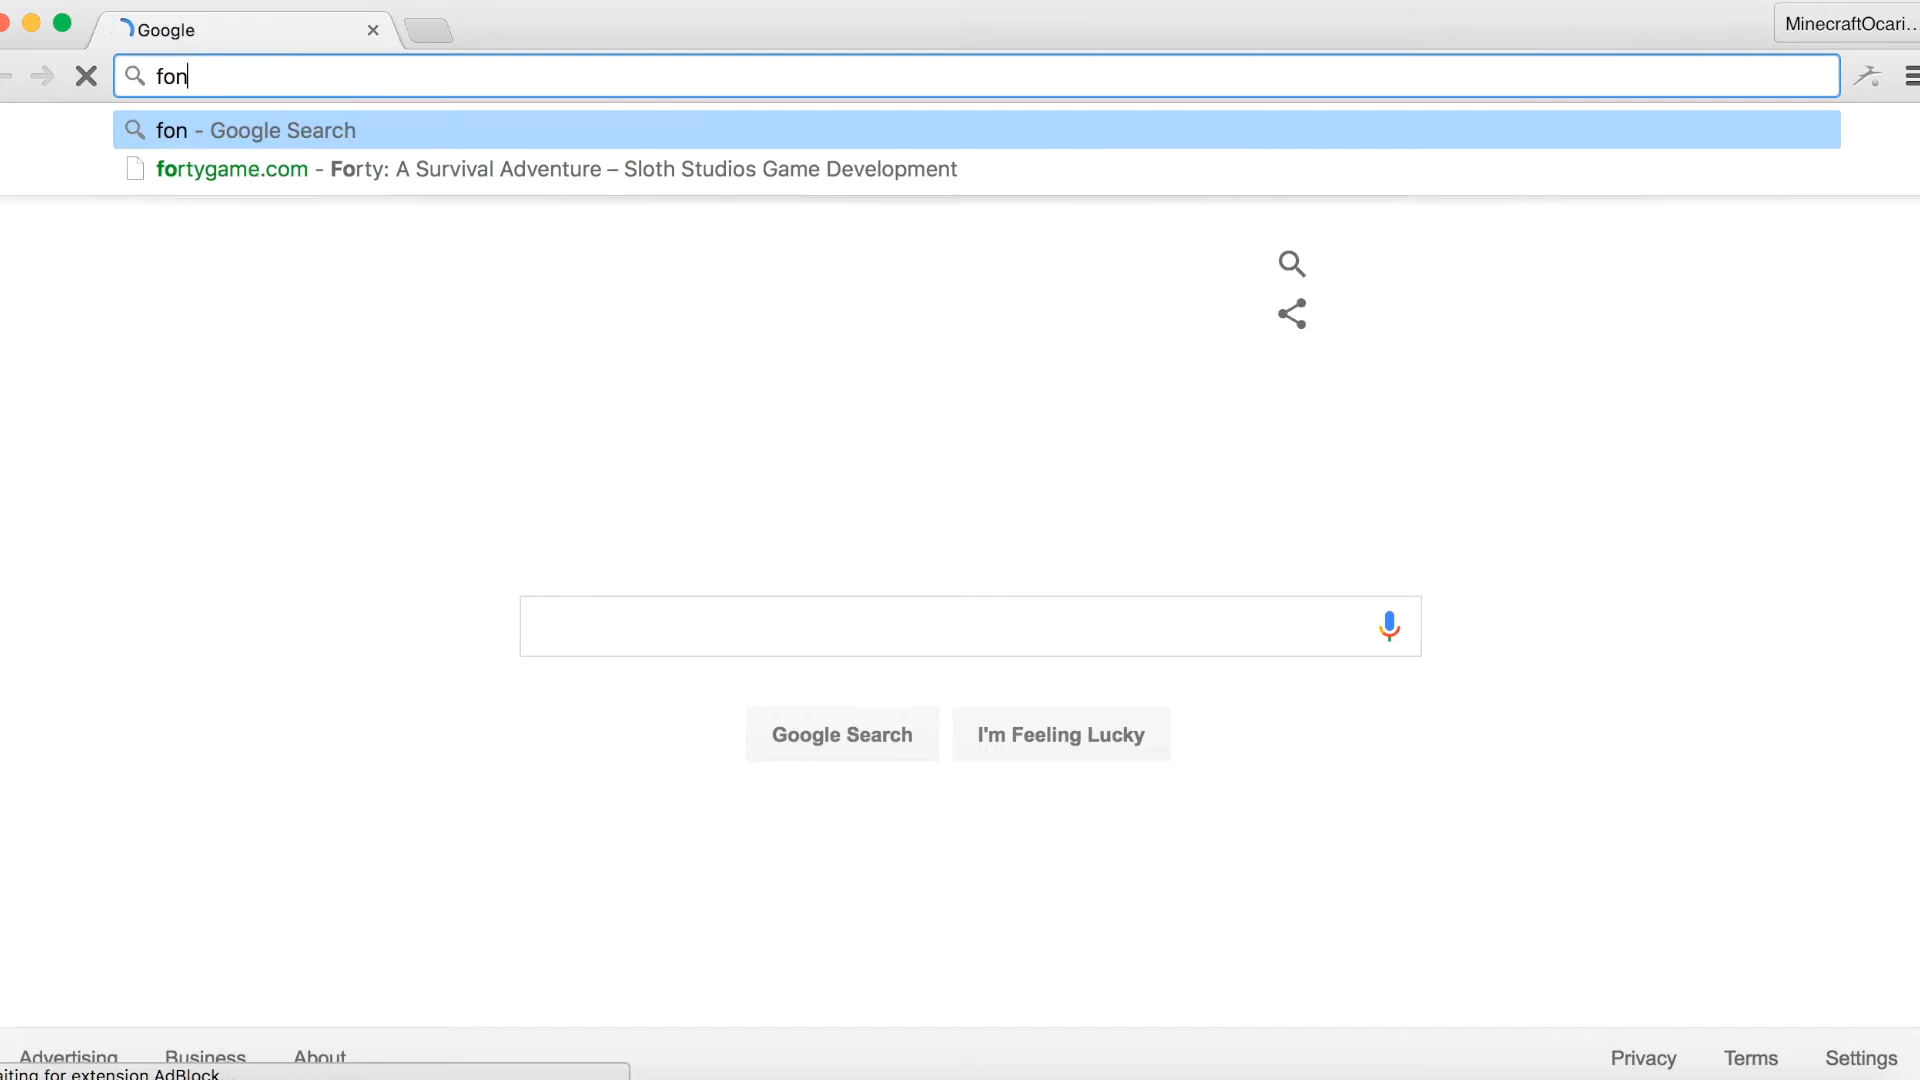 Google
MinecraftOcari...
fon
fon - Google Search
fortygame.com - Forty: A Survival Adventure – Sloth Studios Game Development
Google Search I'm Feeling Lucky
Advertising Business About Privacy Terms Settings
aiting for extension AdBlock...